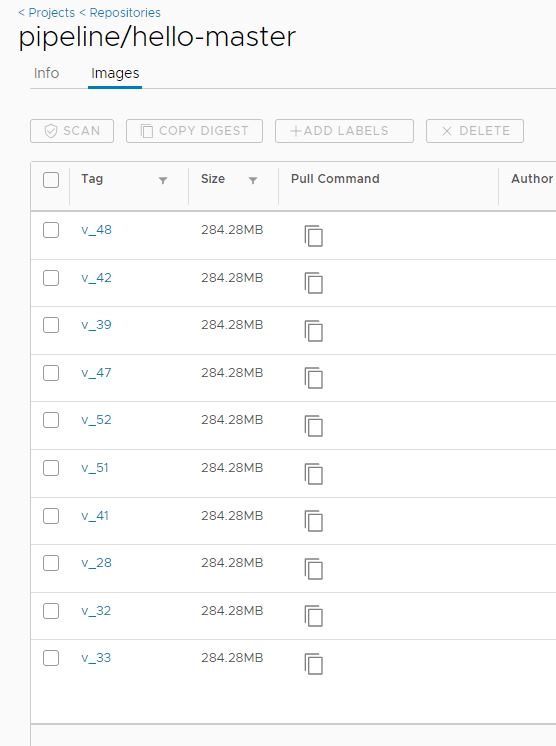 < Projects < Repositories
pipeline/hello-master
Info Images
SCAN COPY DIGEST +ADD LABELS × DELETE
Tag Size Pull Command Author
v_48 284.28MB
v_42 284.28MB
v_39 284.28MB
v_47 284.28MB
v_52 284.28MB
v_51 284.28MB
v_41 284.28MB
v_28 284.28MB
v_32 284.28MB
v_33 284.28MB